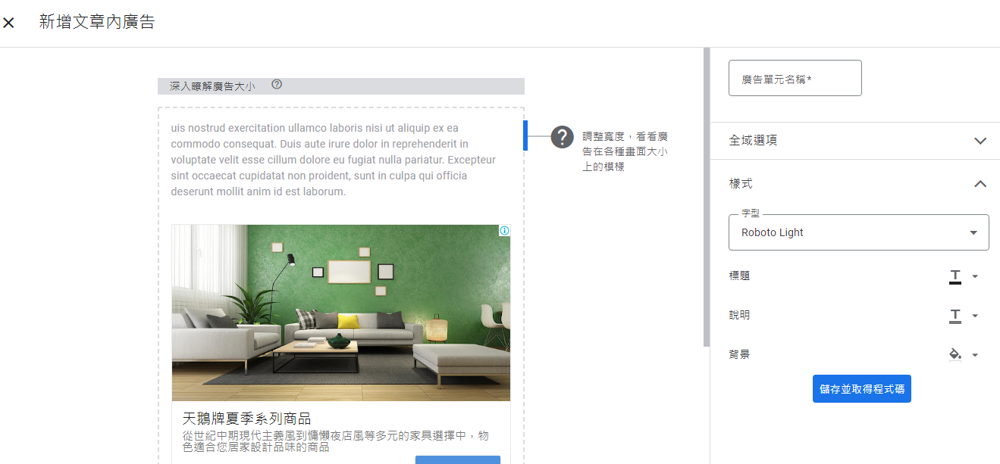 新增文章內廣告
深入瞭解廣告大小
uis nostrud exercitation ullamco laboris nisi ut aliquip ex ea
commodo consequat. Duis aute irure dolor in reprehenderit in
voluptate velit esse cillum dolore eu fugiat nulla pariatur. Excepteur
sint occaecat cupidatat non proident, sunt in culpa qui officia
deserunt mollit anim id est laborum.
調整寬度，看看廣
告在各種畫面大小
上的模樣
天鵝牌夏季系列商品
從世紀中期現代主義風到慵懶夜店風等多元的家具選擇中，物
色適合您居家設計品味的商品
廣告單元名稱*
全域選項
樣式
字型
Roboto Light
標題
說明
背景
儲存並取得程式碼